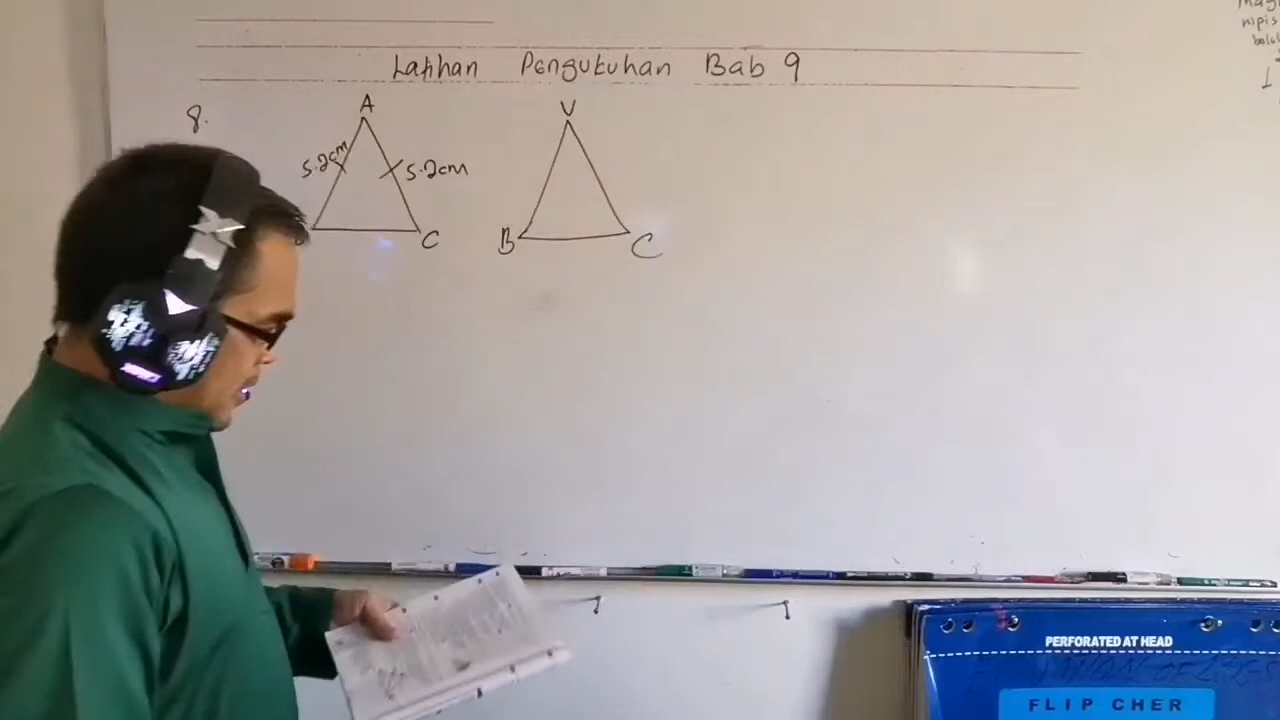 Latihan Pengukuhan Bab 9
8.
A
V
5.2cm
5.2cm
C
B
C
PERFORATED AT HEAD
FLIP CHER